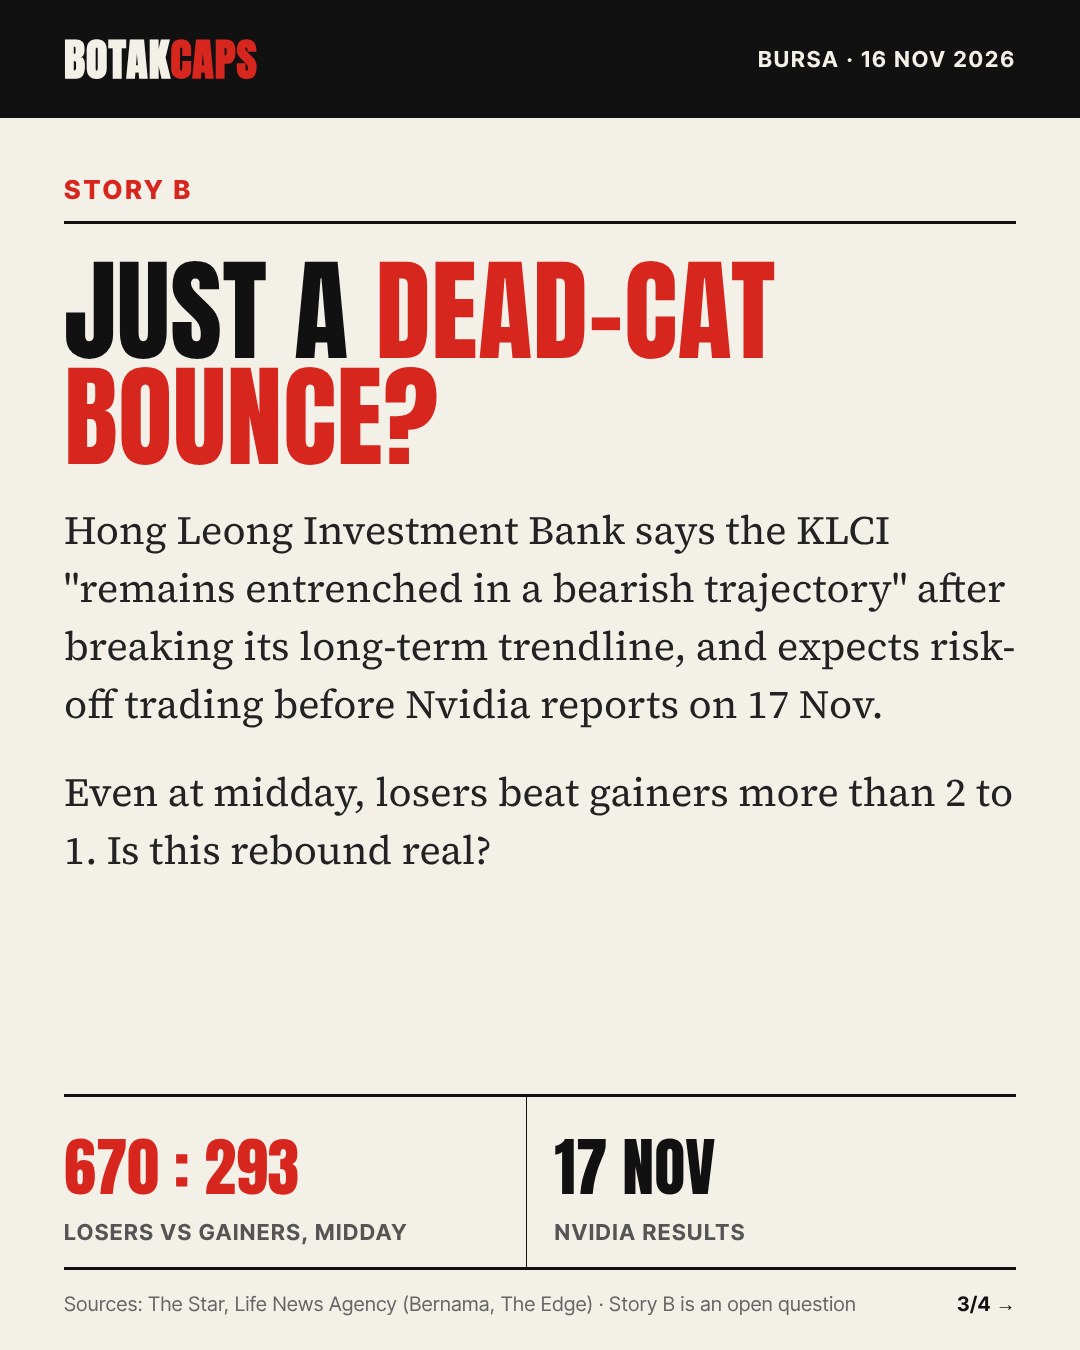 BOTAKCAPS
BURSA · 16 NOV 2026
STORY B
JUST A DEAD-CAT
BOUNCE?
Hong Leong Investment Bank says the KLCI
"remains entrenched in a bearish trajectory" after
breaking its long-term trendline, and expects risk-
off trading before Nvidia reports on 17 Nov.
Even at midday, losers beat gainers more than 2 to
1. Is this rebound real?
670 : 293
LOSERS VS GAINERS, MIDDAY
17 NOV
NVIDIA RESULTS
Sources: The Star, Life News Agency (Bernama, The Edge) · Story B is an open question
3/4 →